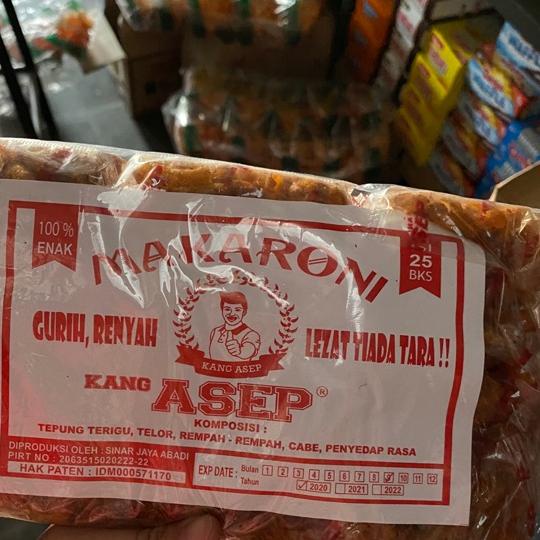 100 %
ENAK
MAKARONI
ISI
25
BKS
GURIH, RENYAH
LEZAT TIADA TARA !!
KANG ASEP
KANG ASEP®
KOMPOSISI :
TEPUNG TERIGU, TELOR, REMPAH - REMPAH, CABE, PENYEDAP RASA
DIPRODUKSI OLEH : SINAR JAYA ABADI
PIRT NO : 2063515020222-22
HAK PATEN : IDM000571170
EXP DATE : Bulan 1 2 3 4 5 6 7 8 9 10 11 12
Tahun 2020 2021 2022